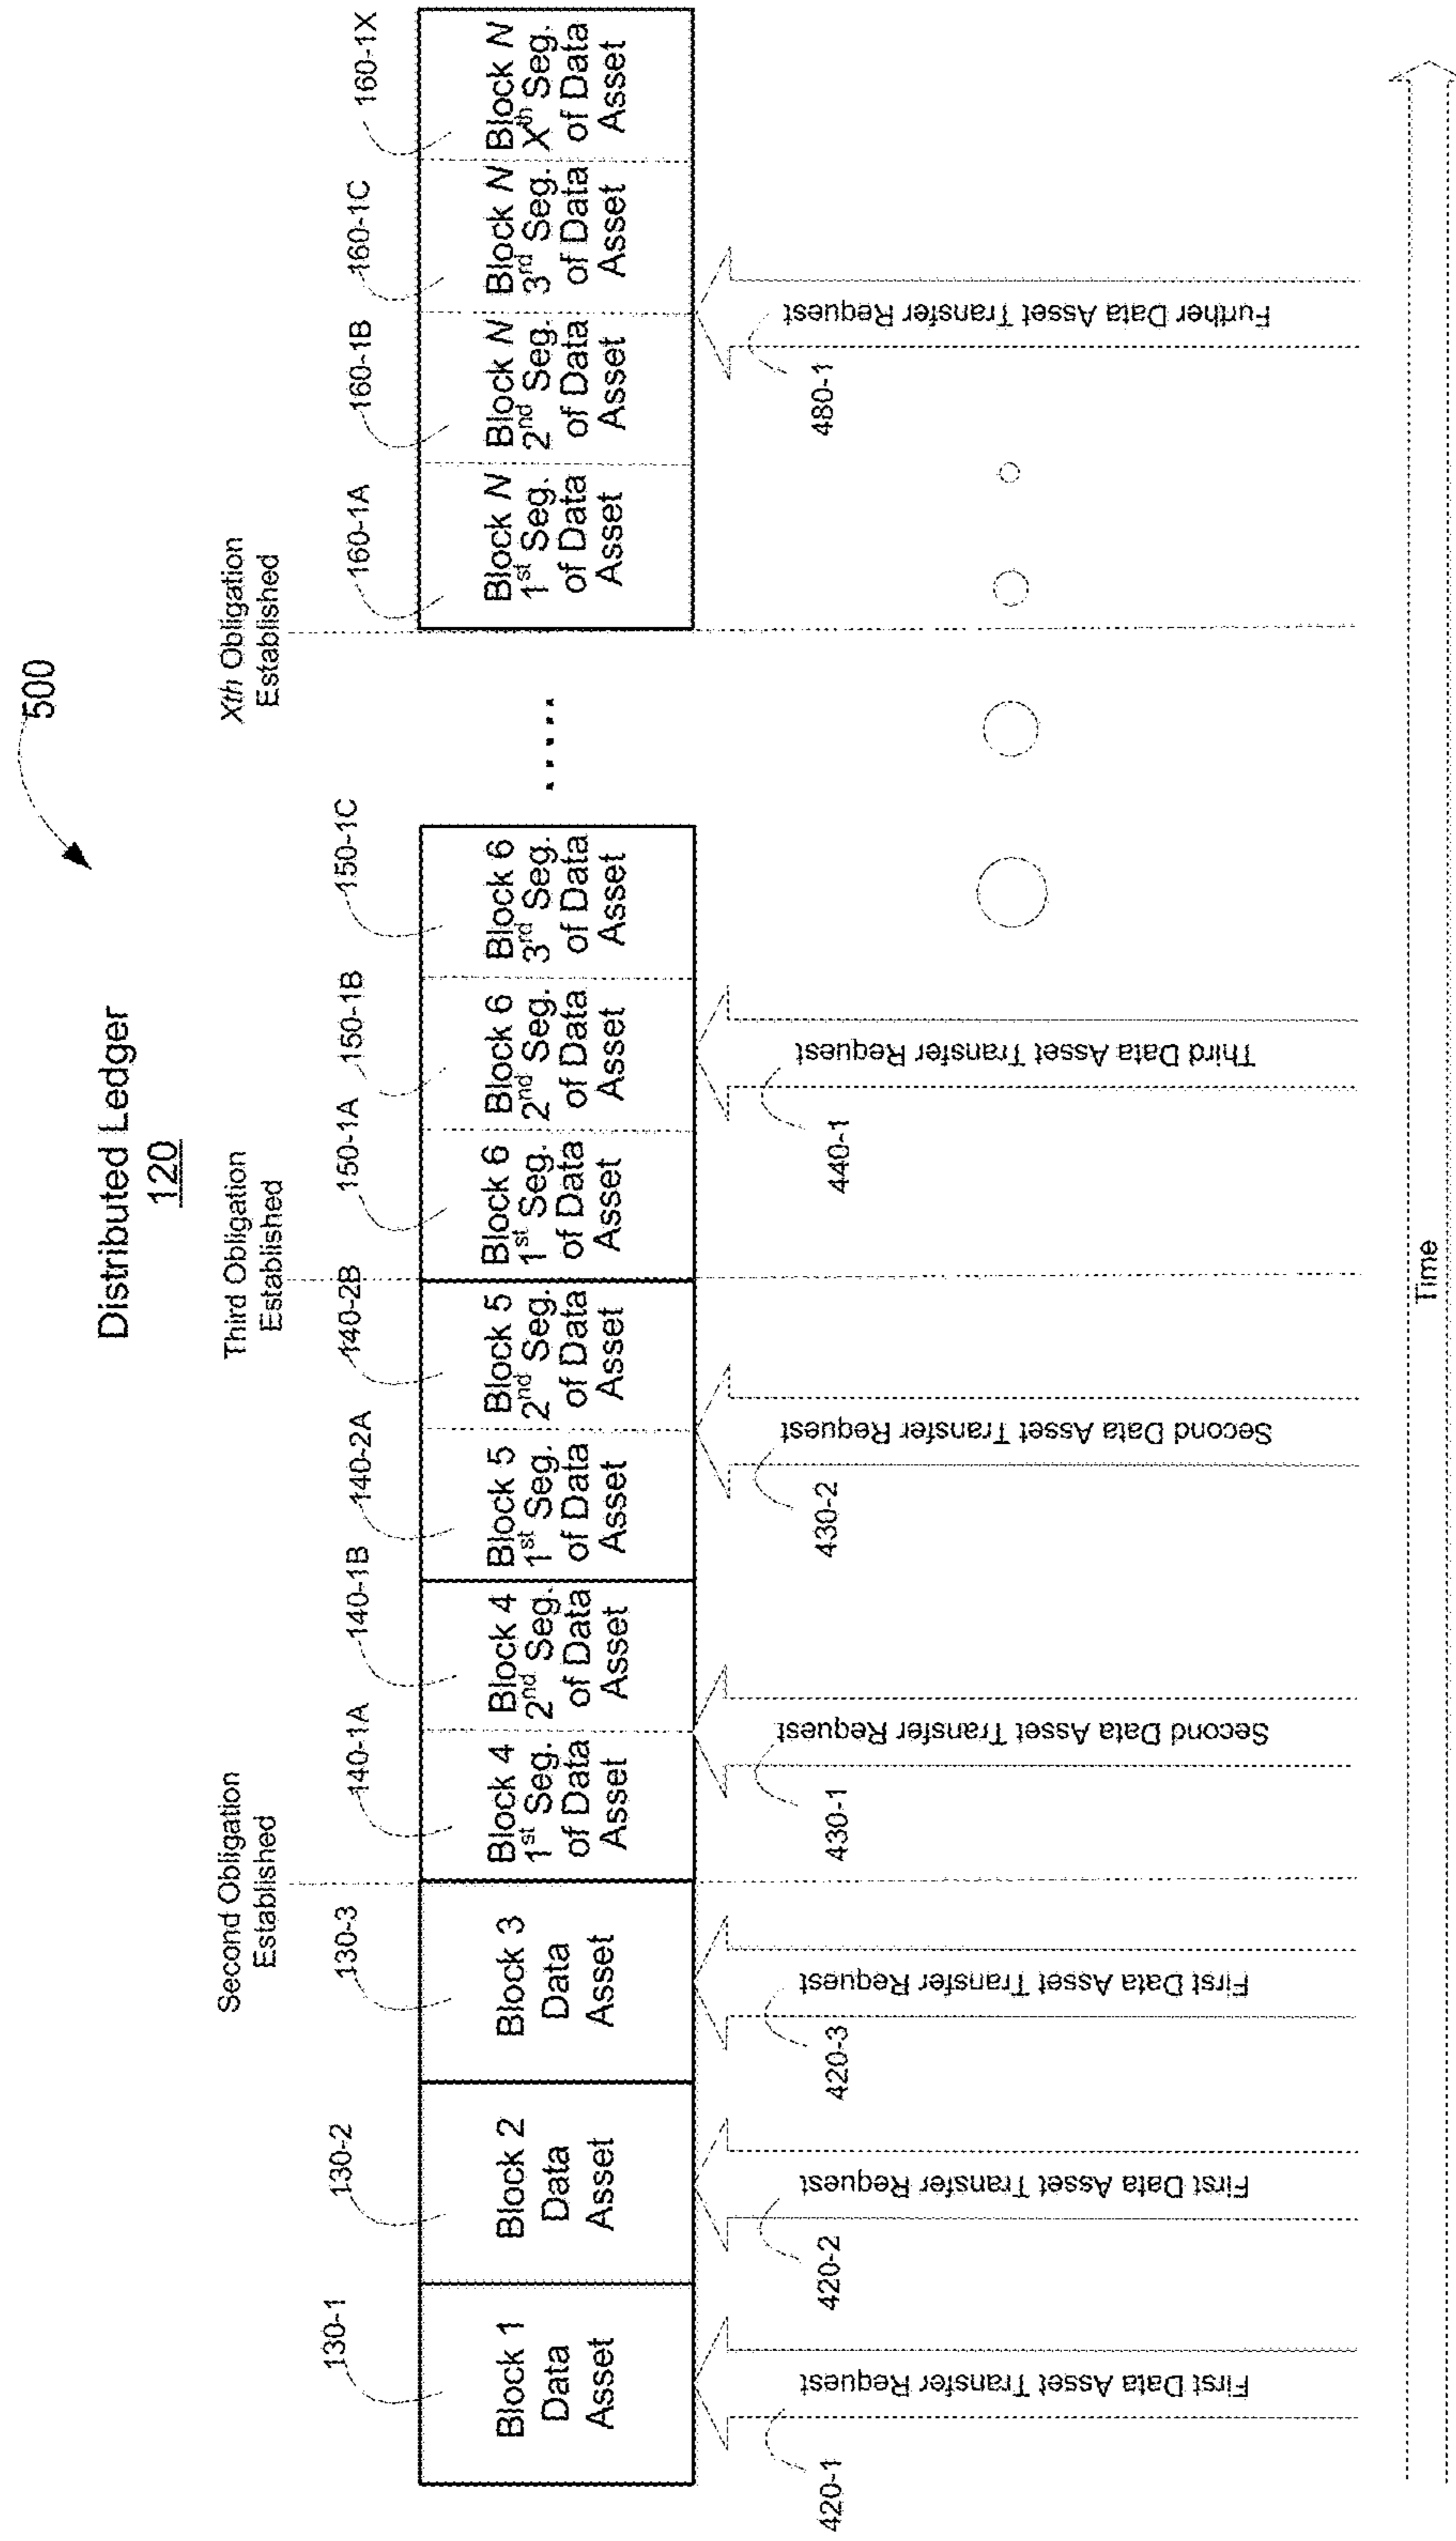 500
Distributed Ledger
120
Second Obligation
Established
Third Obligation
Established
Xth Obligation
Established
130-1
130-2
130-3
140-1A
140-1B
140-2A
140-2B
150-1A
150-1B
150-1C
160-1A
160-1B
160-1C
160-1X
Block 1
Data
Asset
Block 2
Data
Asset
Block 3
Data
Asset
Block 4
1st Seg.
of Data
Asset
Block 4
2nd Seg.
of Data
Asset
Block 5
1st Seg.
of Data
Asset
Block 5
2nd Seg.
of Data
Asset
Block 6
1st Seg.
of Data
Asset
Block 6
2nd Seg.
of Data
Asset
Block 6
3rd Seg.
of Data
Asset
.....
Block N
1st Seg.
of Data
Asset
Block N
2nd Seg.
of Data
Asset
Block N
3rd Seg.
of Data
Asset
Block N
Xth Seg.
of Data
Asset
420-1
First Data Asset Transfer Request
420-2
First Data Asset Transfer Request
420-3
First Data Asset Transfer Request
430-1
Second Data Asset Transfer Request
430-2
Second Data Asset Transfer Request
440-1
Third Data Asset Transfer Request
480-1
Further Data Asset Transfer Request
Time